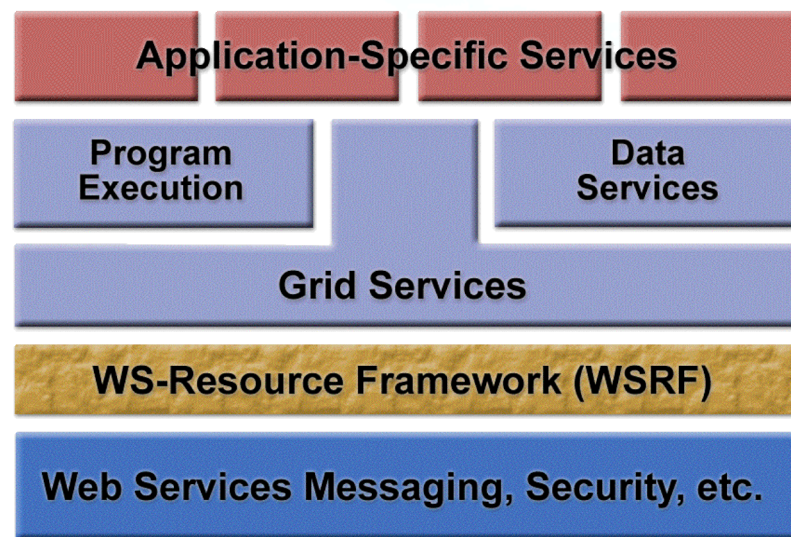 Application-Specific Services
Program
Execution
Data
Services
Grid Services
WS-Resource Framework (WSRF)
Web Services Messaging, Security, etc.